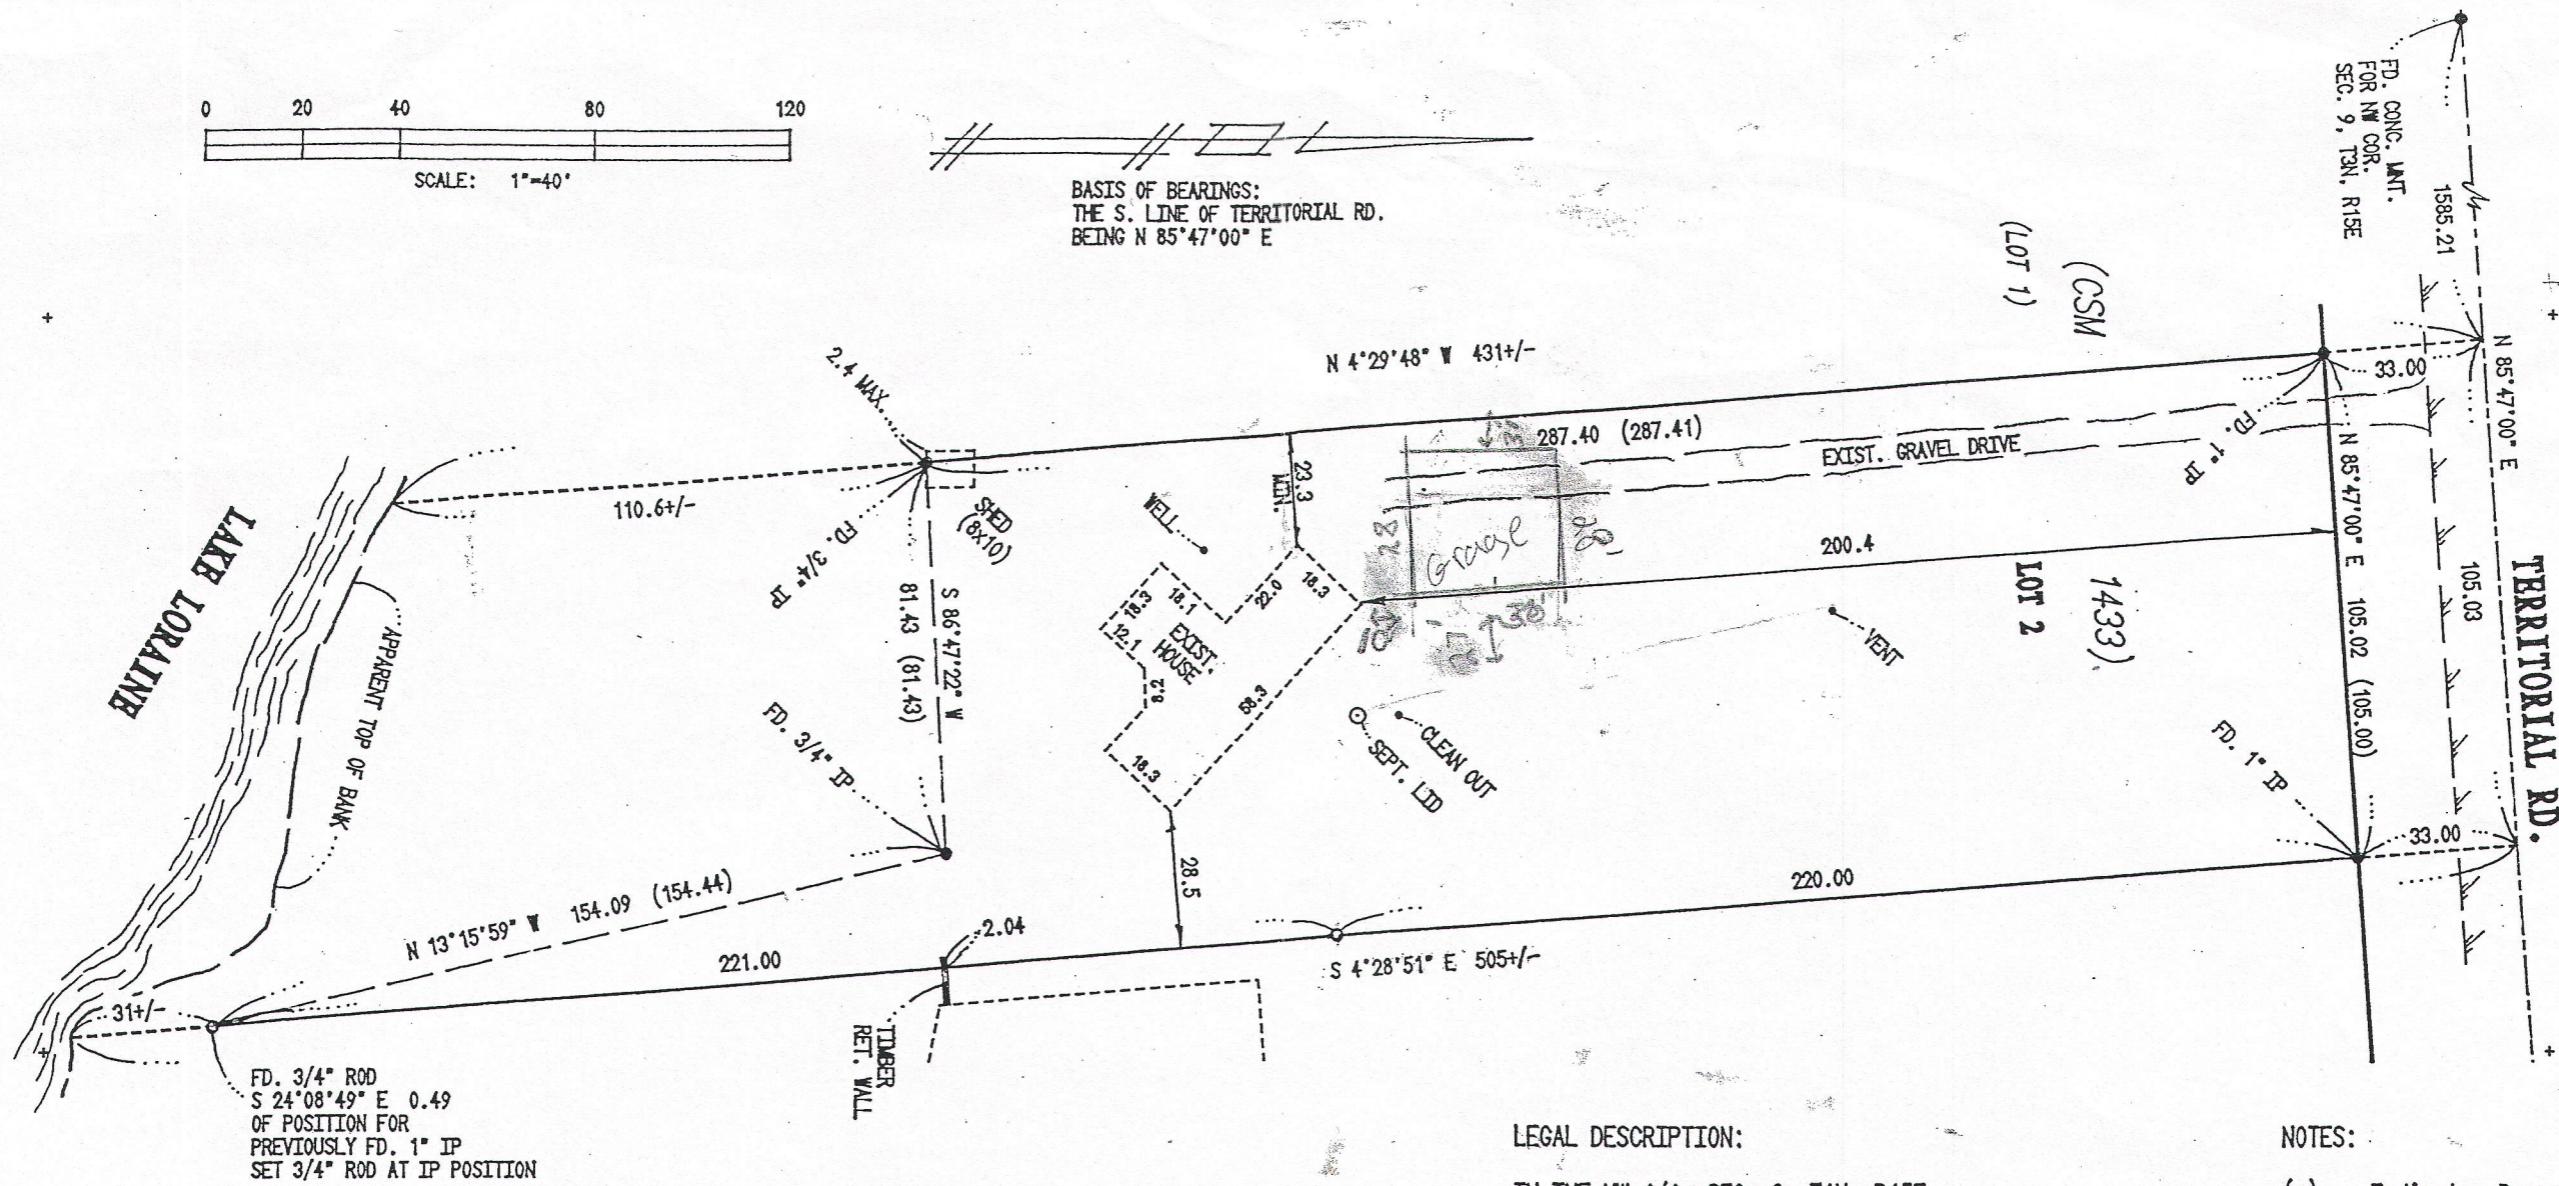 0 20 40 80 120
SCALE: 1"=40'
BASIS OF BEARINGS:
THE S. LINE OF TERRITORIAL RD.
BEING N 85°47'00" E
FD. CONC. MNT.
FOR NW COR.
SEC. 9, T3N, R15E
1585.21
N 85°47'00" E
33.00
105.03
TERRITORIAL RD.
(LOT 1)
(CSM
1433)
LOT 2
N 4°29'48" W 431+/-
287.40 (287.41)
EXIST. GRAVEL DRIVE
FD. 1" IP
N 85°47'00" E 105.02 (105.00)
200.4
2.4 MAX.
SHED
(8x10)
110.6+/-
FD. 3/4" IP
S 86°47'22" W
81.43 (81.43)
WELL
23.3
MIN.
18.3
22.0
18.1
18.3
12.1
8.2
18.3
58.3
EXIST.
HOUSE
28
Garage
28'
VENT
CLEAN OUT
SEPT. LID
FD. 3/4" IP
FD. 1" IP
33.00
28.5
220.00
S 4°28'51" E 505+/-
2.04
221.00
TIMBER
RET. WALL
N 13°15'59" W 154.09 (154.44)
LAKE LORAINE
APPARENT TOP OF BANK
31+/-
FD. 3/4" ROD
S 24°08'49" E 0.49
OF POSITION FOR
PREVIOUSLY FD. 1" IP
SET 3/4" ROD AT IP POSITION
LEGAL DESCRIPTION:
NOTES: